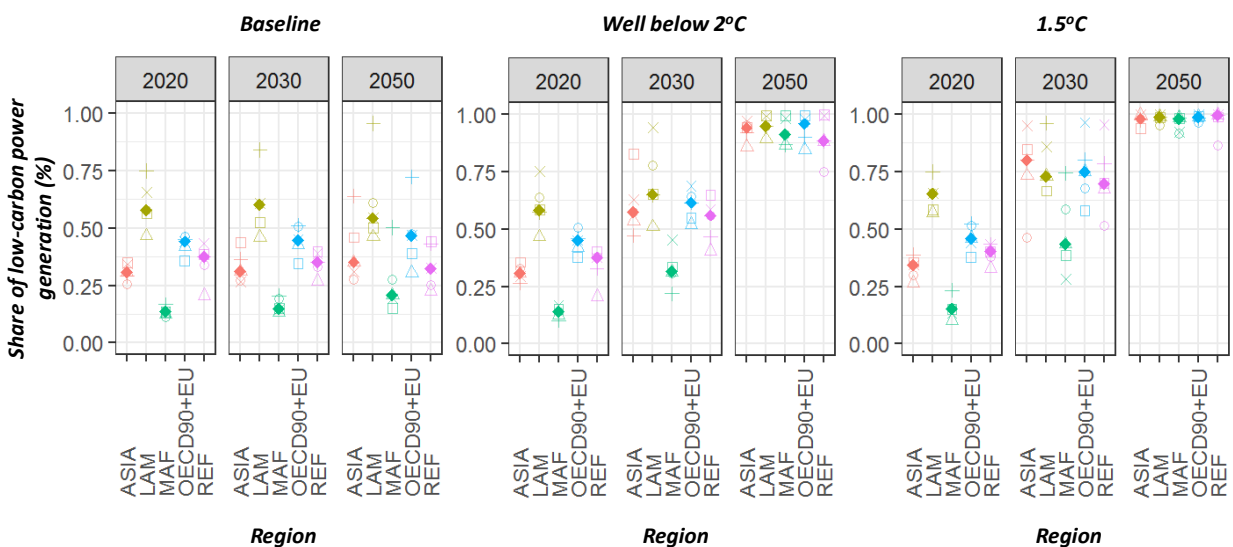 Baseline
Well below 2°C
1.5°C
2020 2030 2050
2020 2030 2050
2020 2030 2050
Share of low-carbon power
generation (%)
1.00
0.75
0.50
0.25
0.00
1.00
0.75
0.50
0.25
0.00
1.00
0.75
0.50
0.25
0.00
ASIA
LAM
MAF
OECD90+EU
REF
ASIA
LAM
MAF
OECD90+EU
REF
ASIA
LAM
MAF
OECD90+EU
REF
ASIA
LAM
MAF
OECD90+EU
REF
ASIA
LAM
MAF
OECD90+EU
REF
ASIA
LAM
MAF
OECD90+EU
REF
ASIA
LAM
MAF
OECD90+EU
REF
ASIA
LAM
MAF
OECD90+EU
REF
ASIA
LAM
MAF
OECD90+EU
REF
Region
Region
Region